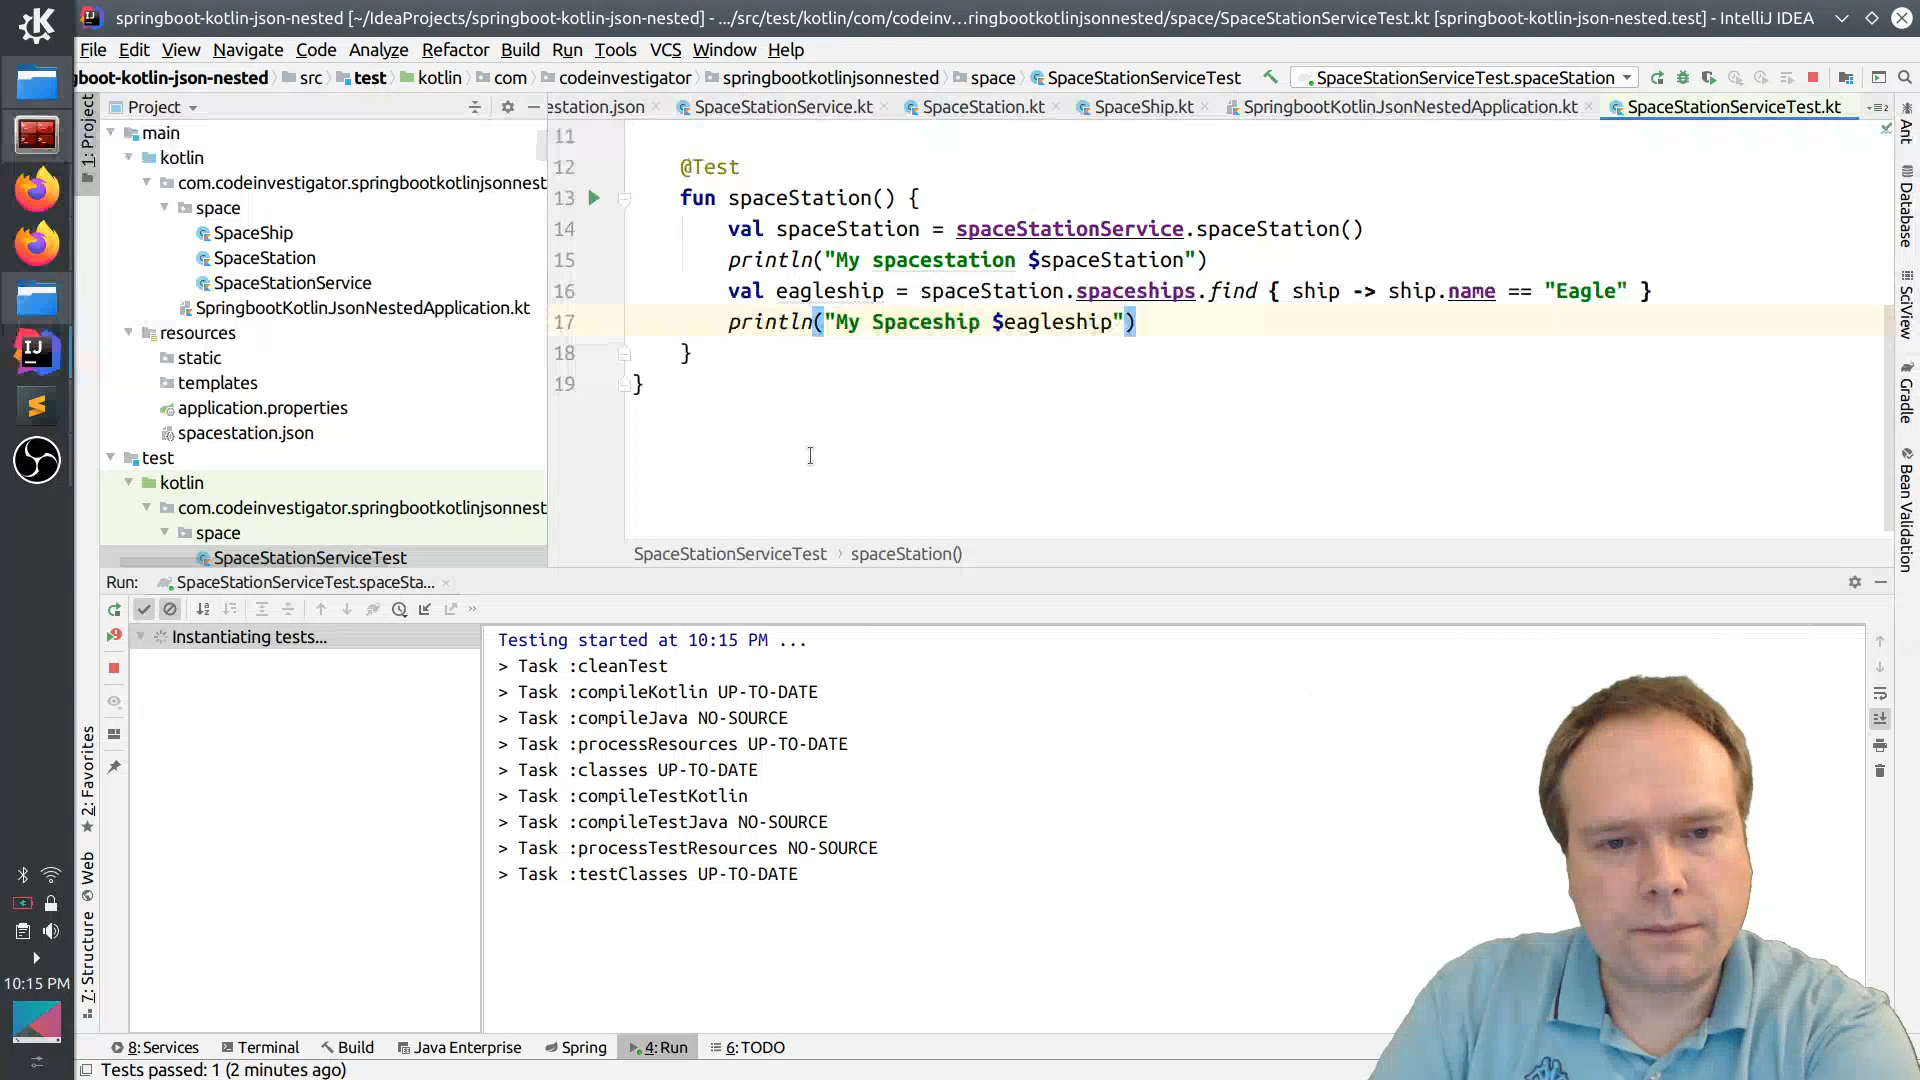 springboot-kotlin-json-nested [~/IdeaProjects/springboot-kotlin-json-nested] - .../src/test/kotlin/com/codeinv...ringbootkotlinjsonnested/space/SpaceStationServiceTest.kt [springboot-kotlin-json-nested.test] - IntelliJ IDEA
File Edit View Navigate Code Analyze Refactor Build Run Tools VCS Window Help
gboot-kotlin-json-nested src test kotlin com codeinvestigator springbootkotlinjsonnested space SpaceStationServiceTest SpaceStationServiceTest.spaceStation
1: Project
Project
estation.json SpaceStationService.kt SpaceStation.kt SpaceShip.kt SpringbootKotlinJsonNestedApplication.kt SpaceStationServiceTest.kt
main
kotlin
com.codeinvestigator.springbootkotlinjsonnest
space
SpaceShip
SpaceStation
SpaceStationService
SpringbootKotlinJsonNestedApplication.kt
resources
static
templates
application.properties
spacestation.json
test
kotlin
com.codeinvestigator.springbootkotlinjsonnest
space
SpaceStationServiceTest
11
12 @Test
13 fun spaceStation() {
14 val spaceStation = spaceStationService.spaceStation()
15 println("My spacestation $spaceStation")
16 val eagleship = spaceStation.spaceships.find { ship -> ship.name == "Eagle" }
17 println("My Spaceship $eagleship")
18 }
19 }
SpaceStationServiceTest › spaceStation()
Ant
Database
SciView
Gradle
Bean Validation
Run: SpaceStationServiceTest.spaceSta...
Instantiating tests...
Testing started at 10:15 PM ...
> Task :cleanTest
> Task :compileKotlin UP-TO-DATE
> Task :compileJava NO-SOURCE
> Task :processResources UP-TO-DATE
> Task :classes UP-TO-DATE
> Task :compileTestKotlin
> Task :compileTestJava NO-SOURCE
> Task :processTestResources NO-SOURCE
> Task :testClasses UP-TO-DATE
2: Favorites
Web
7: Structure
10:15 PM
8: Services Terminal Build Java Enterprise Spring 4: Run 6: TODO
Tests passed: 1 (2 minutes ago)